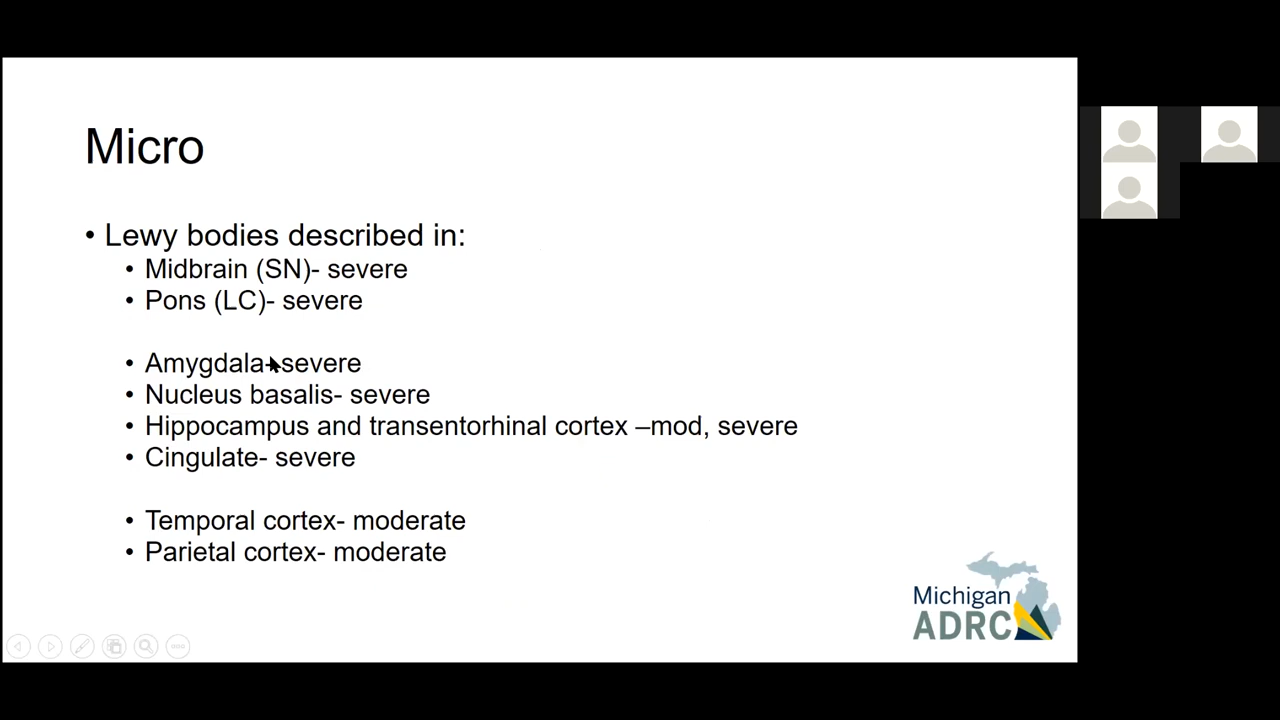 Micro
• Lewy bodies described in:
• Midbrain (SN)- severe
• Pons (LC)- severe
• Amygdala- severe
• Nucleus basalis- severe
• Hippocampus and transentorhinal cortex –mod, severe
• Cingulate- severe
• Temporal cortex- moderate
• Parietal cortex- moderate
Michigan
ADRC